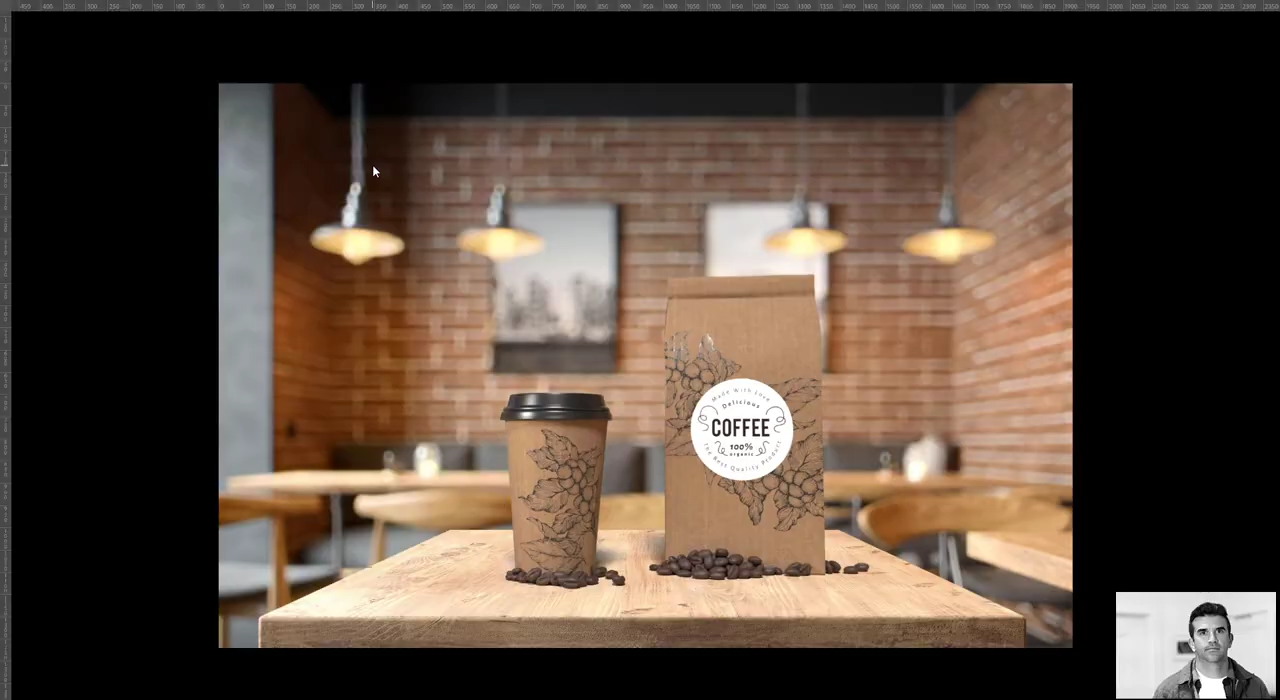 Made With Love
Delicious
COFFEE
100%
organic
The Best Quality Product